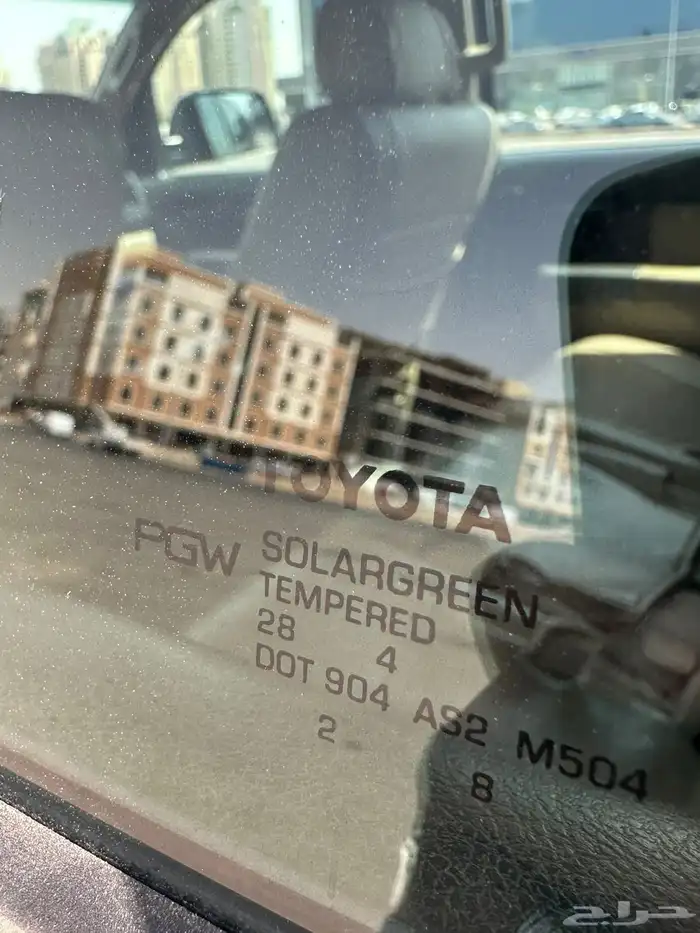 TOYOTA
PGW SOLARGREEN
TEMPERED
28 4
DOT 904 AS2 M504
2 8
حراج